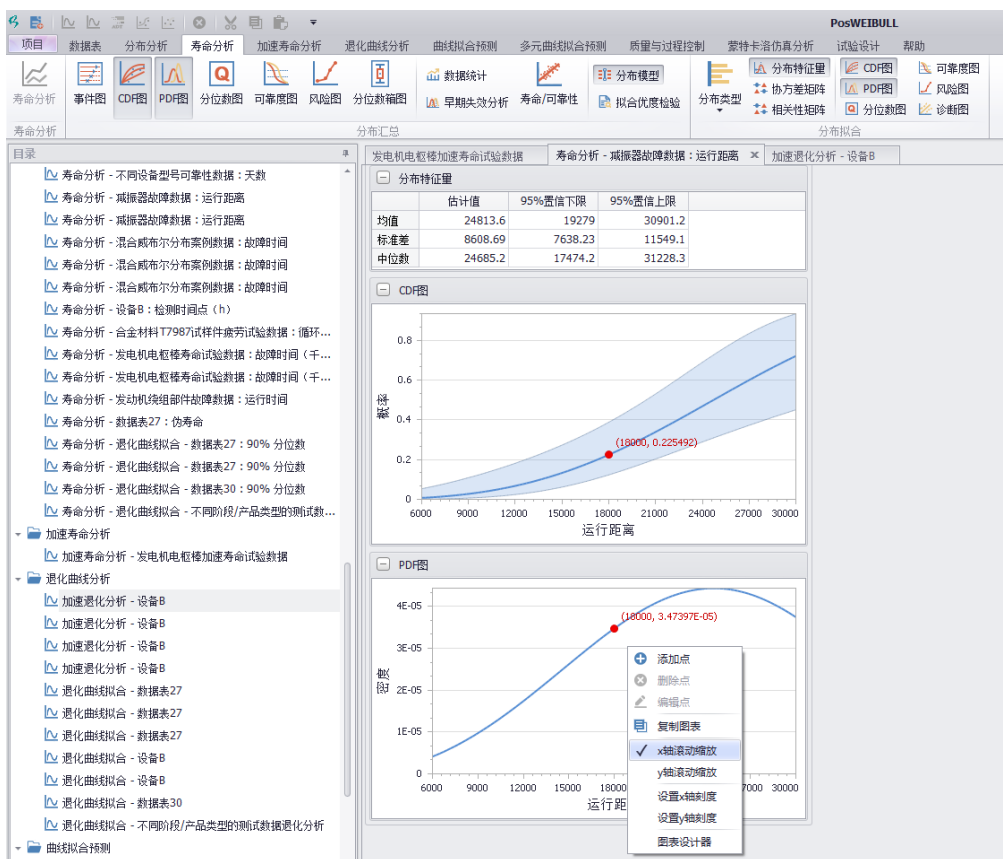 PosWEIBULL
项目 数据表 分布分析 寿命分析 加速寿命分析 退化曲线分析 曲线拟合预测 多元曲线拟合预测 质量与过程控制 蒙特卡洛仿真分析 试验设计 帮助
寿命分析 事件图 CDF图 PDF图 分位数图 可靠度图 风险图 分位数箱图 数据统计 早期失效分析 寿命/可靠性 分布模型 拟合优度检验 分布类型 分布特征量 协方差矩阵 相关性矩阵 CDF图 PDF图 分位数图 可靠度图 风险图 诊断图
寿命分析 分布汇总 分布拟合
目录
寿命分析 - 不同设备型号可靠性数据：天数
寿命分析 - 减振器故障数据：运行距离
寿命分析 - 减振器故障数据：运行距离
寿命分析 - 混合威布尔分布案例数据：故障时间
寿命分析 - 混合威布尔分布案例数据：故障时间
寿命分析 - 混合威布尔分布案例数据：故障时间
寿命分析 - 设备B：检测时间点（h）
寿命分析 - 合金材料T7987试样件疲劳试验数据：循环...
寿命分析 - 发电机电枢棒寿命试验数据：故障时间（千...
寿命分析 - 发电机电枢棒寿命试验数据：故障时间（千...
寿命分析 - 发动机绕组部件故障数据：运行时间
寿命分析 - 数据表27：伪寿命
寿命分析 - 退化曲线拟合 - 数据表27：90% 分位数
寿命分析 - 退化曲线拟合 - 数据表27：90% 分位数
寿命分析 - 退化曲线拟合 - 数据表30：90% 分位数
寿命分析 - 退化曲线拟合 - 不同阶段/产品类型的测试数...
加速寿命分析
加速寿命分析 - 发电机电枢棒加速寿命试验数据
退化曲线分析
加速退化分析 - 设备B
加速退化分析 - 设备B
加速退化分析 - 设备B
加速退化分析 - 设备B
退化曲线拟合 - 数据表27
退化曲线拟合 - 数据表27
退化曲线拟合 - 数据表27
退化曲线拟合 - 设备B
退化曲线拟合 - 设备B
退化曲线拟合 - 数据表30
退化曲线拟合 - 不同阶段/产品类型的测试数据退化分析
曲线拟合预测
发电机电枢棒加速寿命试验数据 寿命分析 - 减振器故障数据：运行距离 加速退化分析 - 设备B
分布特征量
估计值 95%置信下限 95%置信上限
均值 24813.6 19279 30901.2
标准差 8608.69 7638.23 11549.1
中位数 24685.2 17474.2 31228.3
CDF图
概率
0.8
0.6
0.4
0.2
0
(18000, 0.225492)
6000 9000 12000 15000 18000 21000 24000 27000 30000
运行距离
PDF图
密度
4E-05
3E-05
2E-05
1E-05
0
(18000, 3.47397E-05)
6000 9000 12000 15000 18000 7000 30000
运行距
添加点
删除点
编辑点
复制图表
x轴滚动缩放
y轴滚动缩放
设置x轴刻度
设置y轴刻度
图表设计器